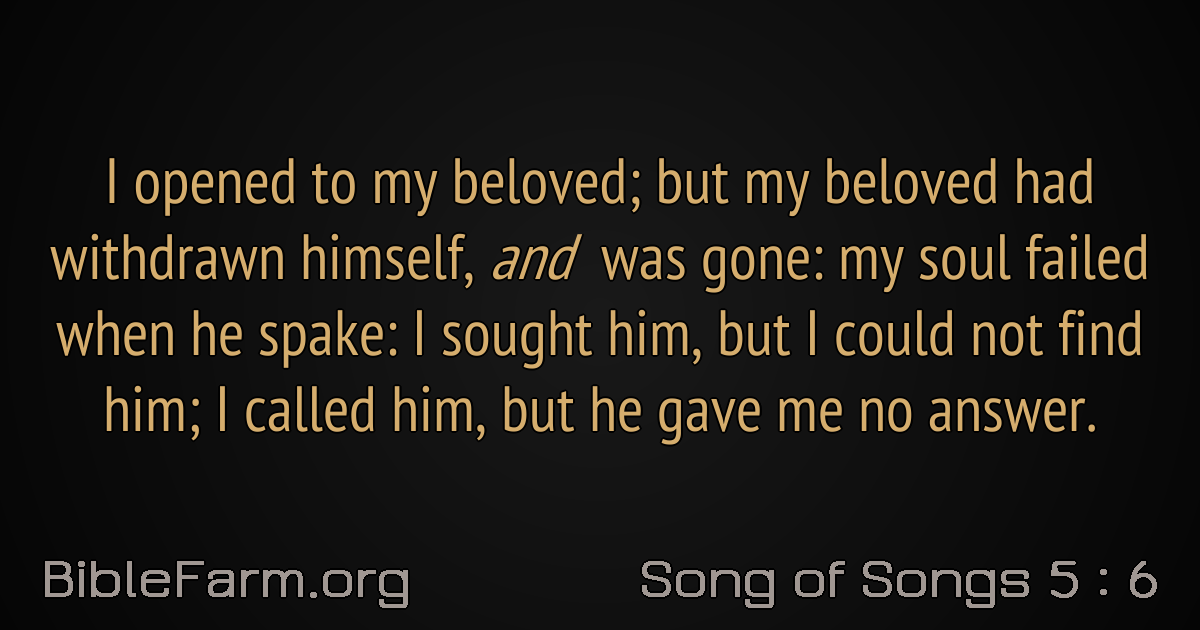 I opened to my beloved; but my beloved had
withdrawn himself, and was gone: my soul failed
when he spake: I sought him, but I could not find
him; I called him, but he gave me no answer.
BibleFarm.org
Song of Songs 5 : 6